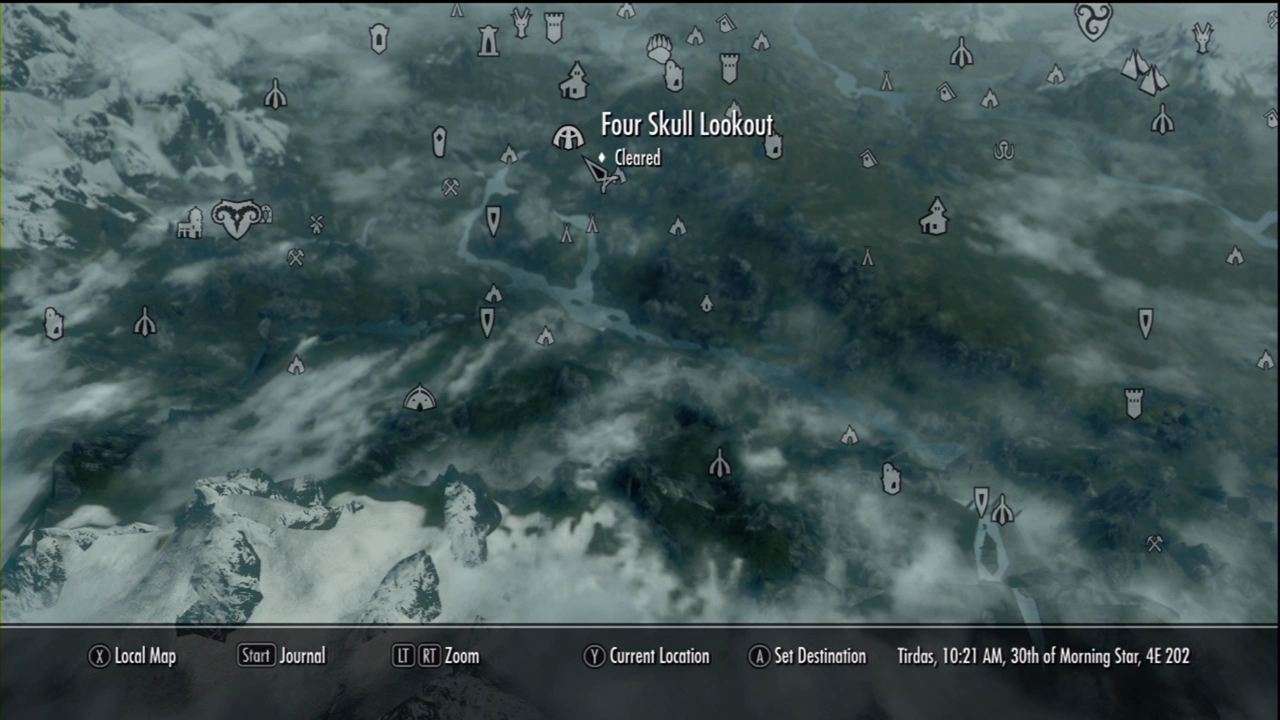 Four Skull Lookout
Cleared
X Local Map Start Journal LT RT Zoom Y Current Location A Set Destination Tirdas, 10:21 AM, 30th of Morning Star, 4E 202